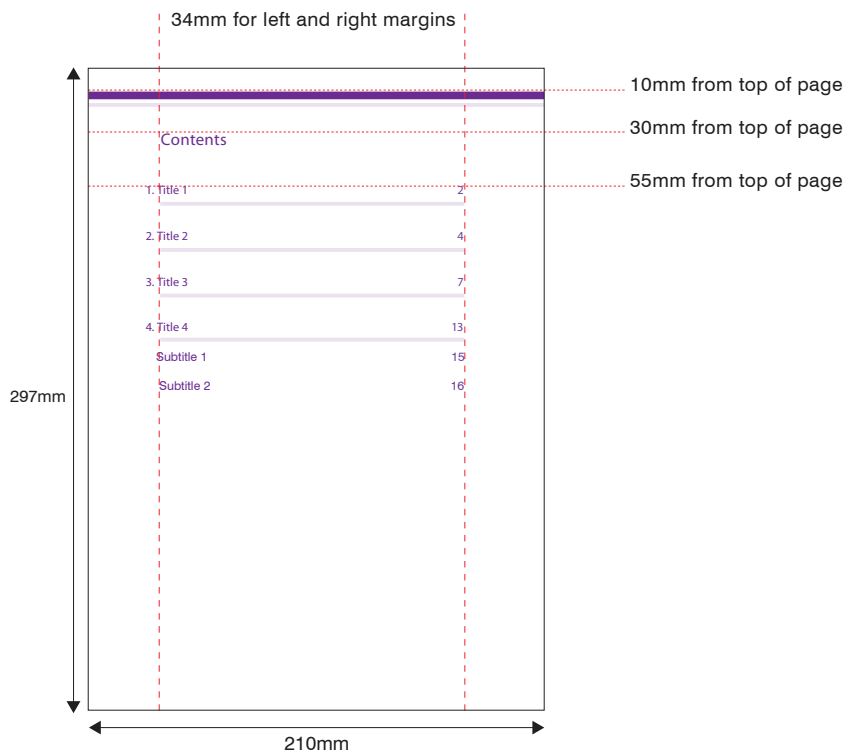 34mm for left and right margins
10mm from top of page
30mm from top of page
Contents
55mm from top of page
1. Title 1 2
2. Title 2 4
3. Title 3 7
4. Title 4 13
Subtitle 1 15
Subtitle 2 16
297mm
210mm